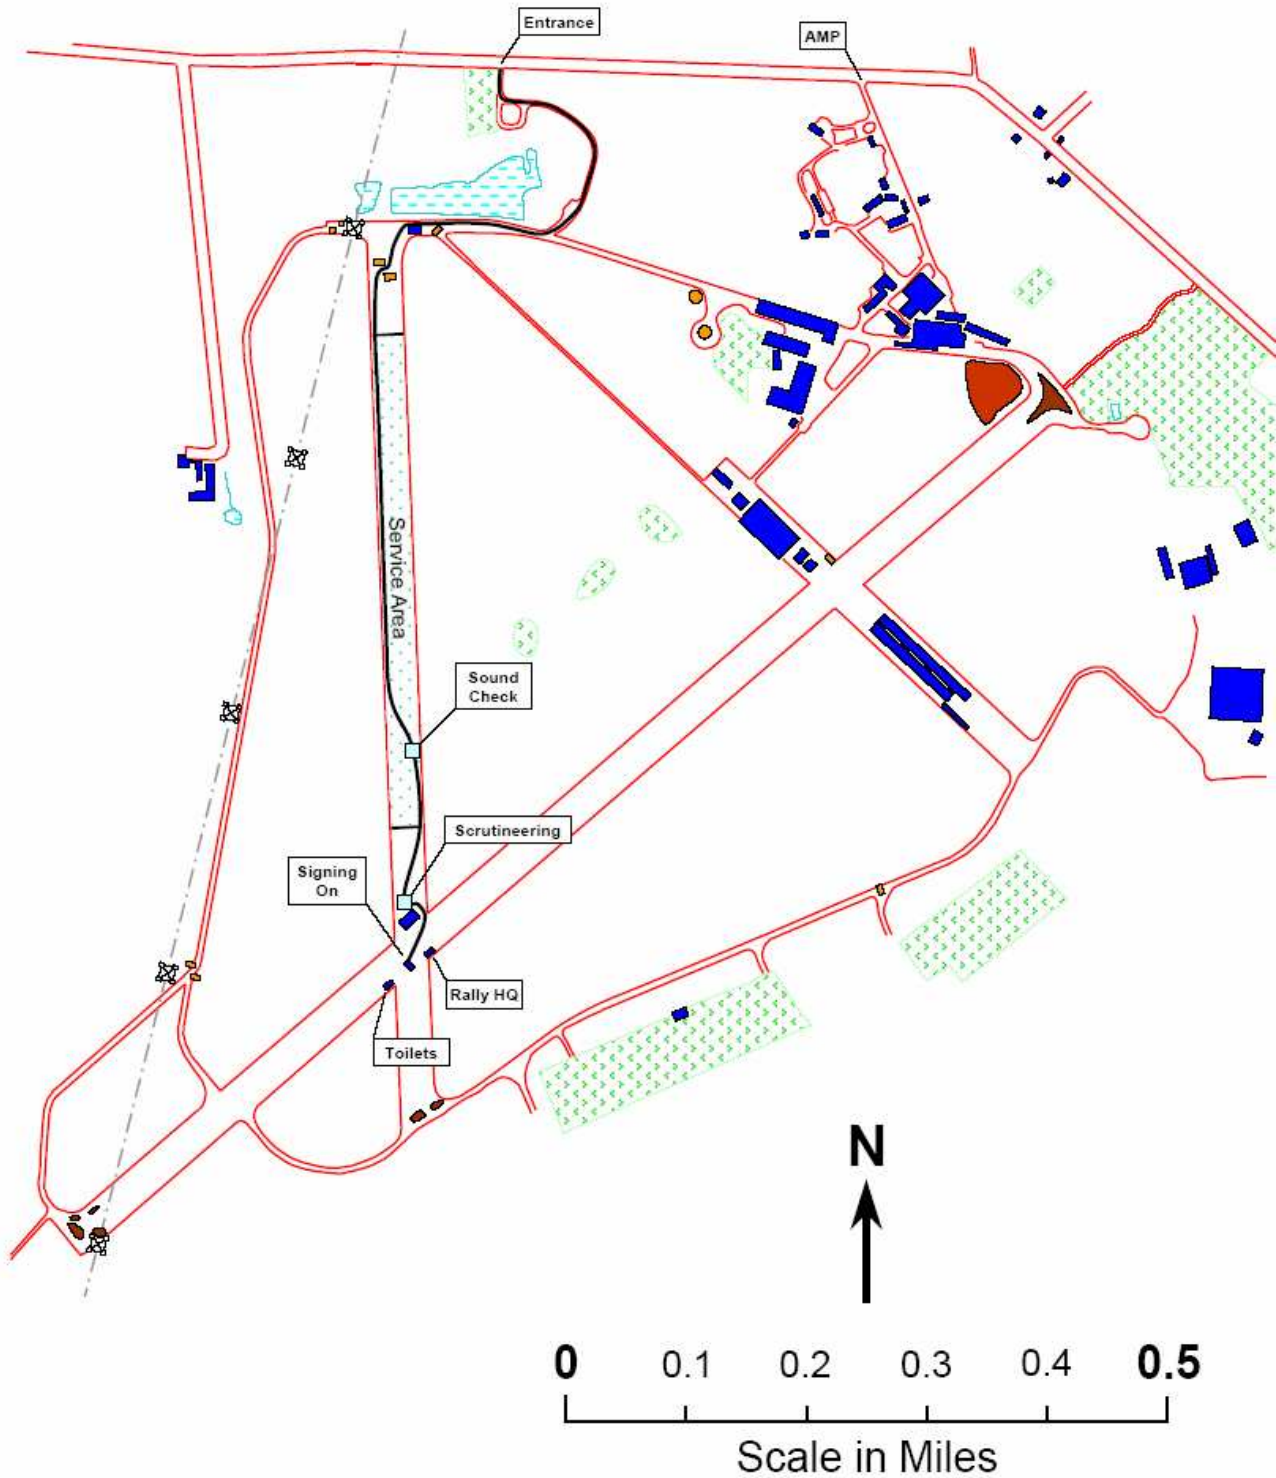 Entrance
AMP
Service Area
Sound
Check
Scrutineering
Signing
On
Rally HQ
Toilets
N
0 0.1 0.2 0.3 0.4 0.5
Scale in Miles